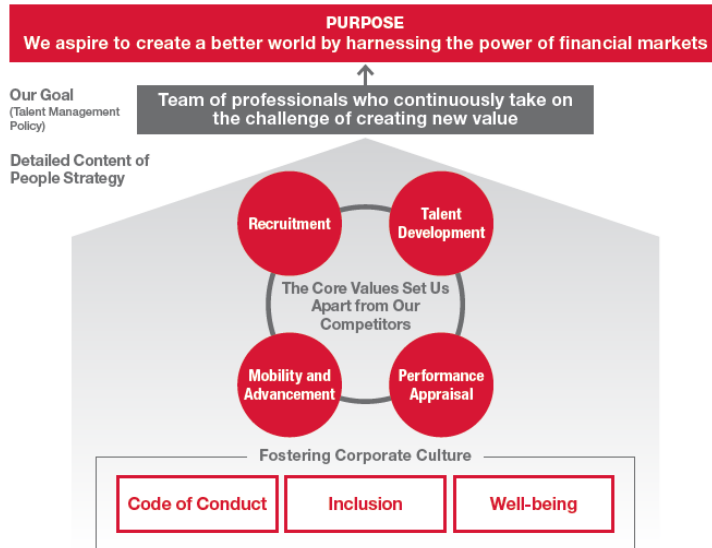 PURPOSE
We aspire to create a better world by harnessing the power of financial markets
Our Goal
(Talent Management
Policy)
Team of professionals who continuously take on
the challenge of creating new value
Detailed Content of
People Strategy
Recruitment
Talent
Development
The Core Values Set Us
Apart from Our
Competitors
Mobility and
Advancement
Performance
Appraisal
Fostering Corporate Culture
Code of Conduct
Inclusion
Well-being